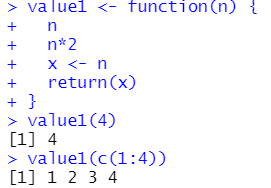 > value1 <- function(n) {
+   n
+   n*2
+   x <- n
+   return(x)
+ }
> value1(4)
[1] 4
> value1(c(1:4))
[1] 1 2 3 4